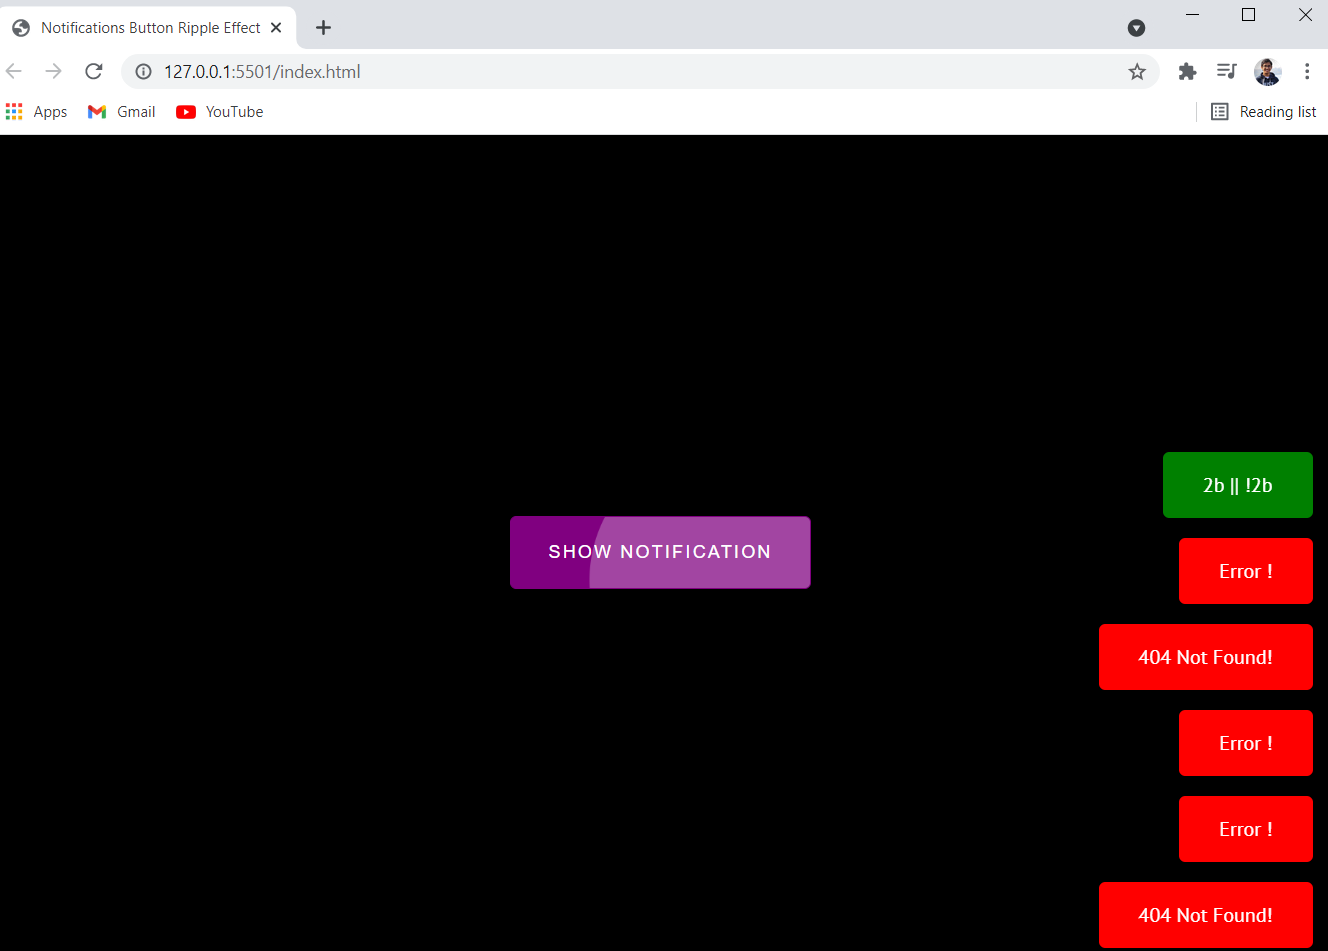 Notifications Button Ripple Effect
127.0.0.1:5501/index.html
Apps Gmail YouTube Reading list
2b || !2b
SHOW NOTIFICATION
Error !
404 Not Found!
Error !
Error !
404 Not Found!